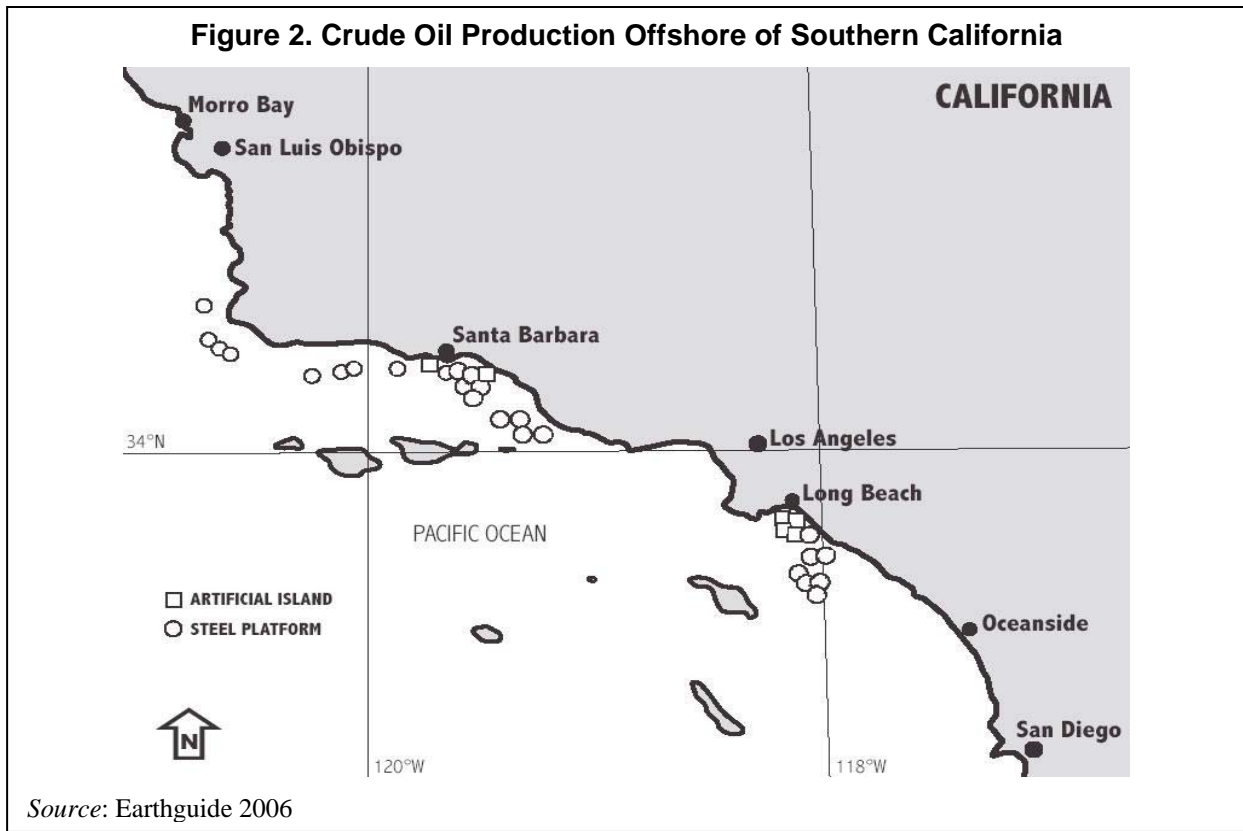 Figure 2. Crude Oil Production Offshore of Southern California
CALIFORNIA
Morro Bay
San Luis Obispo
Santa Barbara
34°N
Los Angeles
Long Beach
PACIFIC OCEAN
ARTIFICIAL ISLAND
STEEL PLATFORM
Oceanside
N
San Diego
120°W
118°W
Source: Earthguide 2006